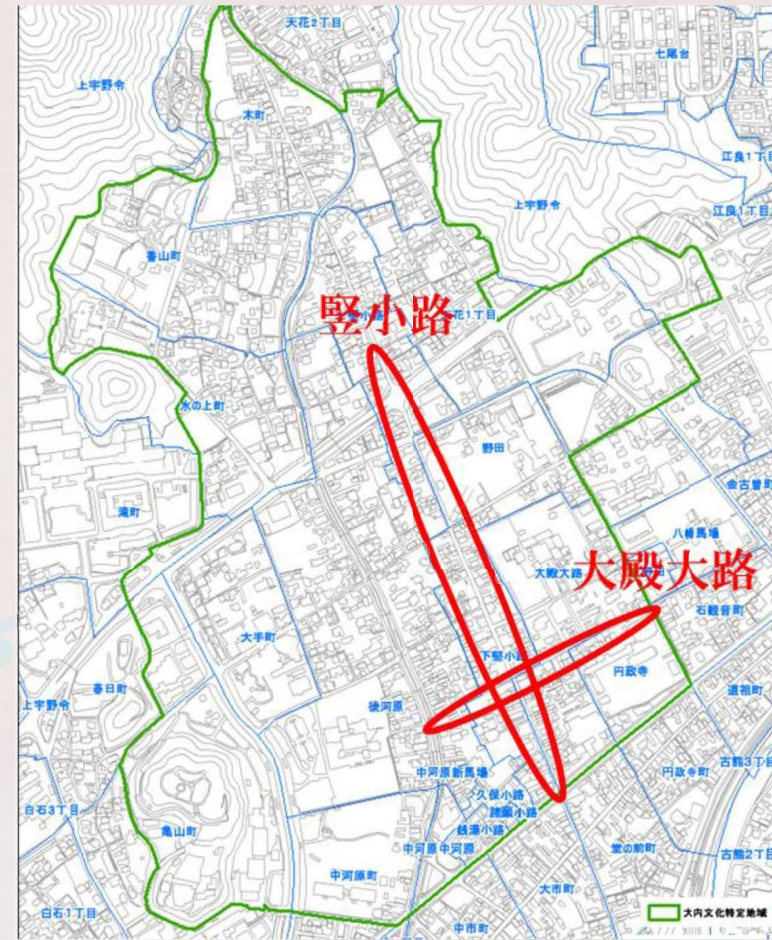 天花2丁目
上宇野令
七尾台
木町
江良1丁目
上宇野令
江良1丁目
香山町
竪小路
小路
花1丁目
水の上町
野田
金古曽町
滝町
八幡馬場
大殿大路
大殿大路
石観音町
大手町
下竪小路
円政寺
春日町
道祖町
上宇野令
後河原
古熊3丁目
中河原新馬場
円政寺町
久保小路
白石3丁目
諸願小路
銭湯小路
亀山町
中河原中河原
堂の前町
古熊2丁目
中河原町
大市町
白石1丁目
中市町
大内文化特定地域